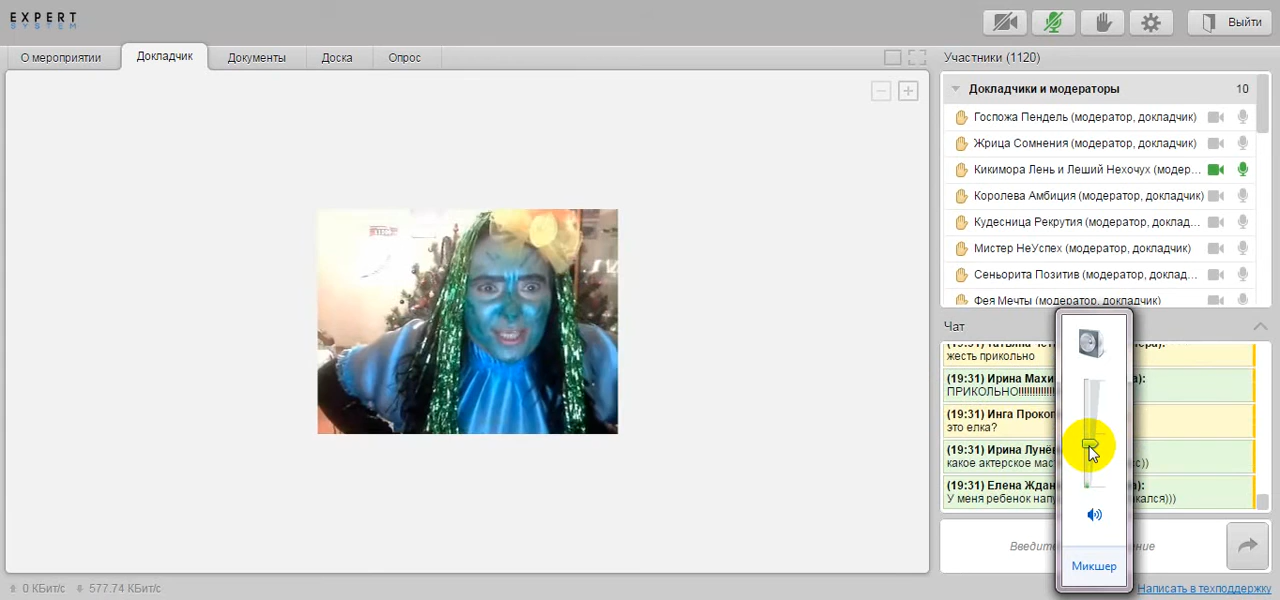 EXPERT
SYSTEM
Выйти
О мероприятии
Докладчик
Документы
Доска
Опрос
Участники (1120)
Докладчики и модераторы 10
Госпожа Пендель (модератор, докладчик)
Жрица Сомнения (модератор, докладчик)
Кикимора Лень и Леший Нехочух (модер...
Королева Амбиция (модератор, докладчик)
Кудесница Рекрутия (модератор, доклад...
Мистер НеУспех (модератор, докладчик)
Сеньорита Позитив (модератор, доклад...
Фея Мечты (модератор, докладчик)
Чат
жесть прикольно
(19:31) Ирина Махи
ПРИКОЛЬНО!!!!!!!!!!!!!
(19:31) Инга Прокоп
это елка?
(19:31) Ирина Лунё
какое актерское мас
(19:31) Елена Ждан
У меня ребенок напу кался)))
Микшер
0 КБит/с 577.74 КБит/с
Написать в техподдержку